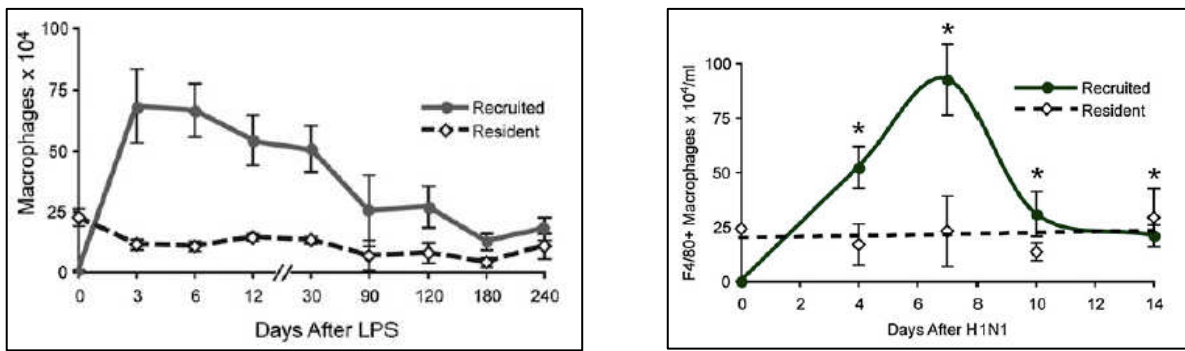 100
75
50
25
0
Macrophages x 10⁴
Recruited
Resident
0 3 6 12 30 90 120 180 240
Days After LPS
100
75
50
25
0
F4/80+ Macrophages x 10⁴/ml
* * * *
Recruited
Resident
0 2 4 6 8 10 12 14
Days After H1N1